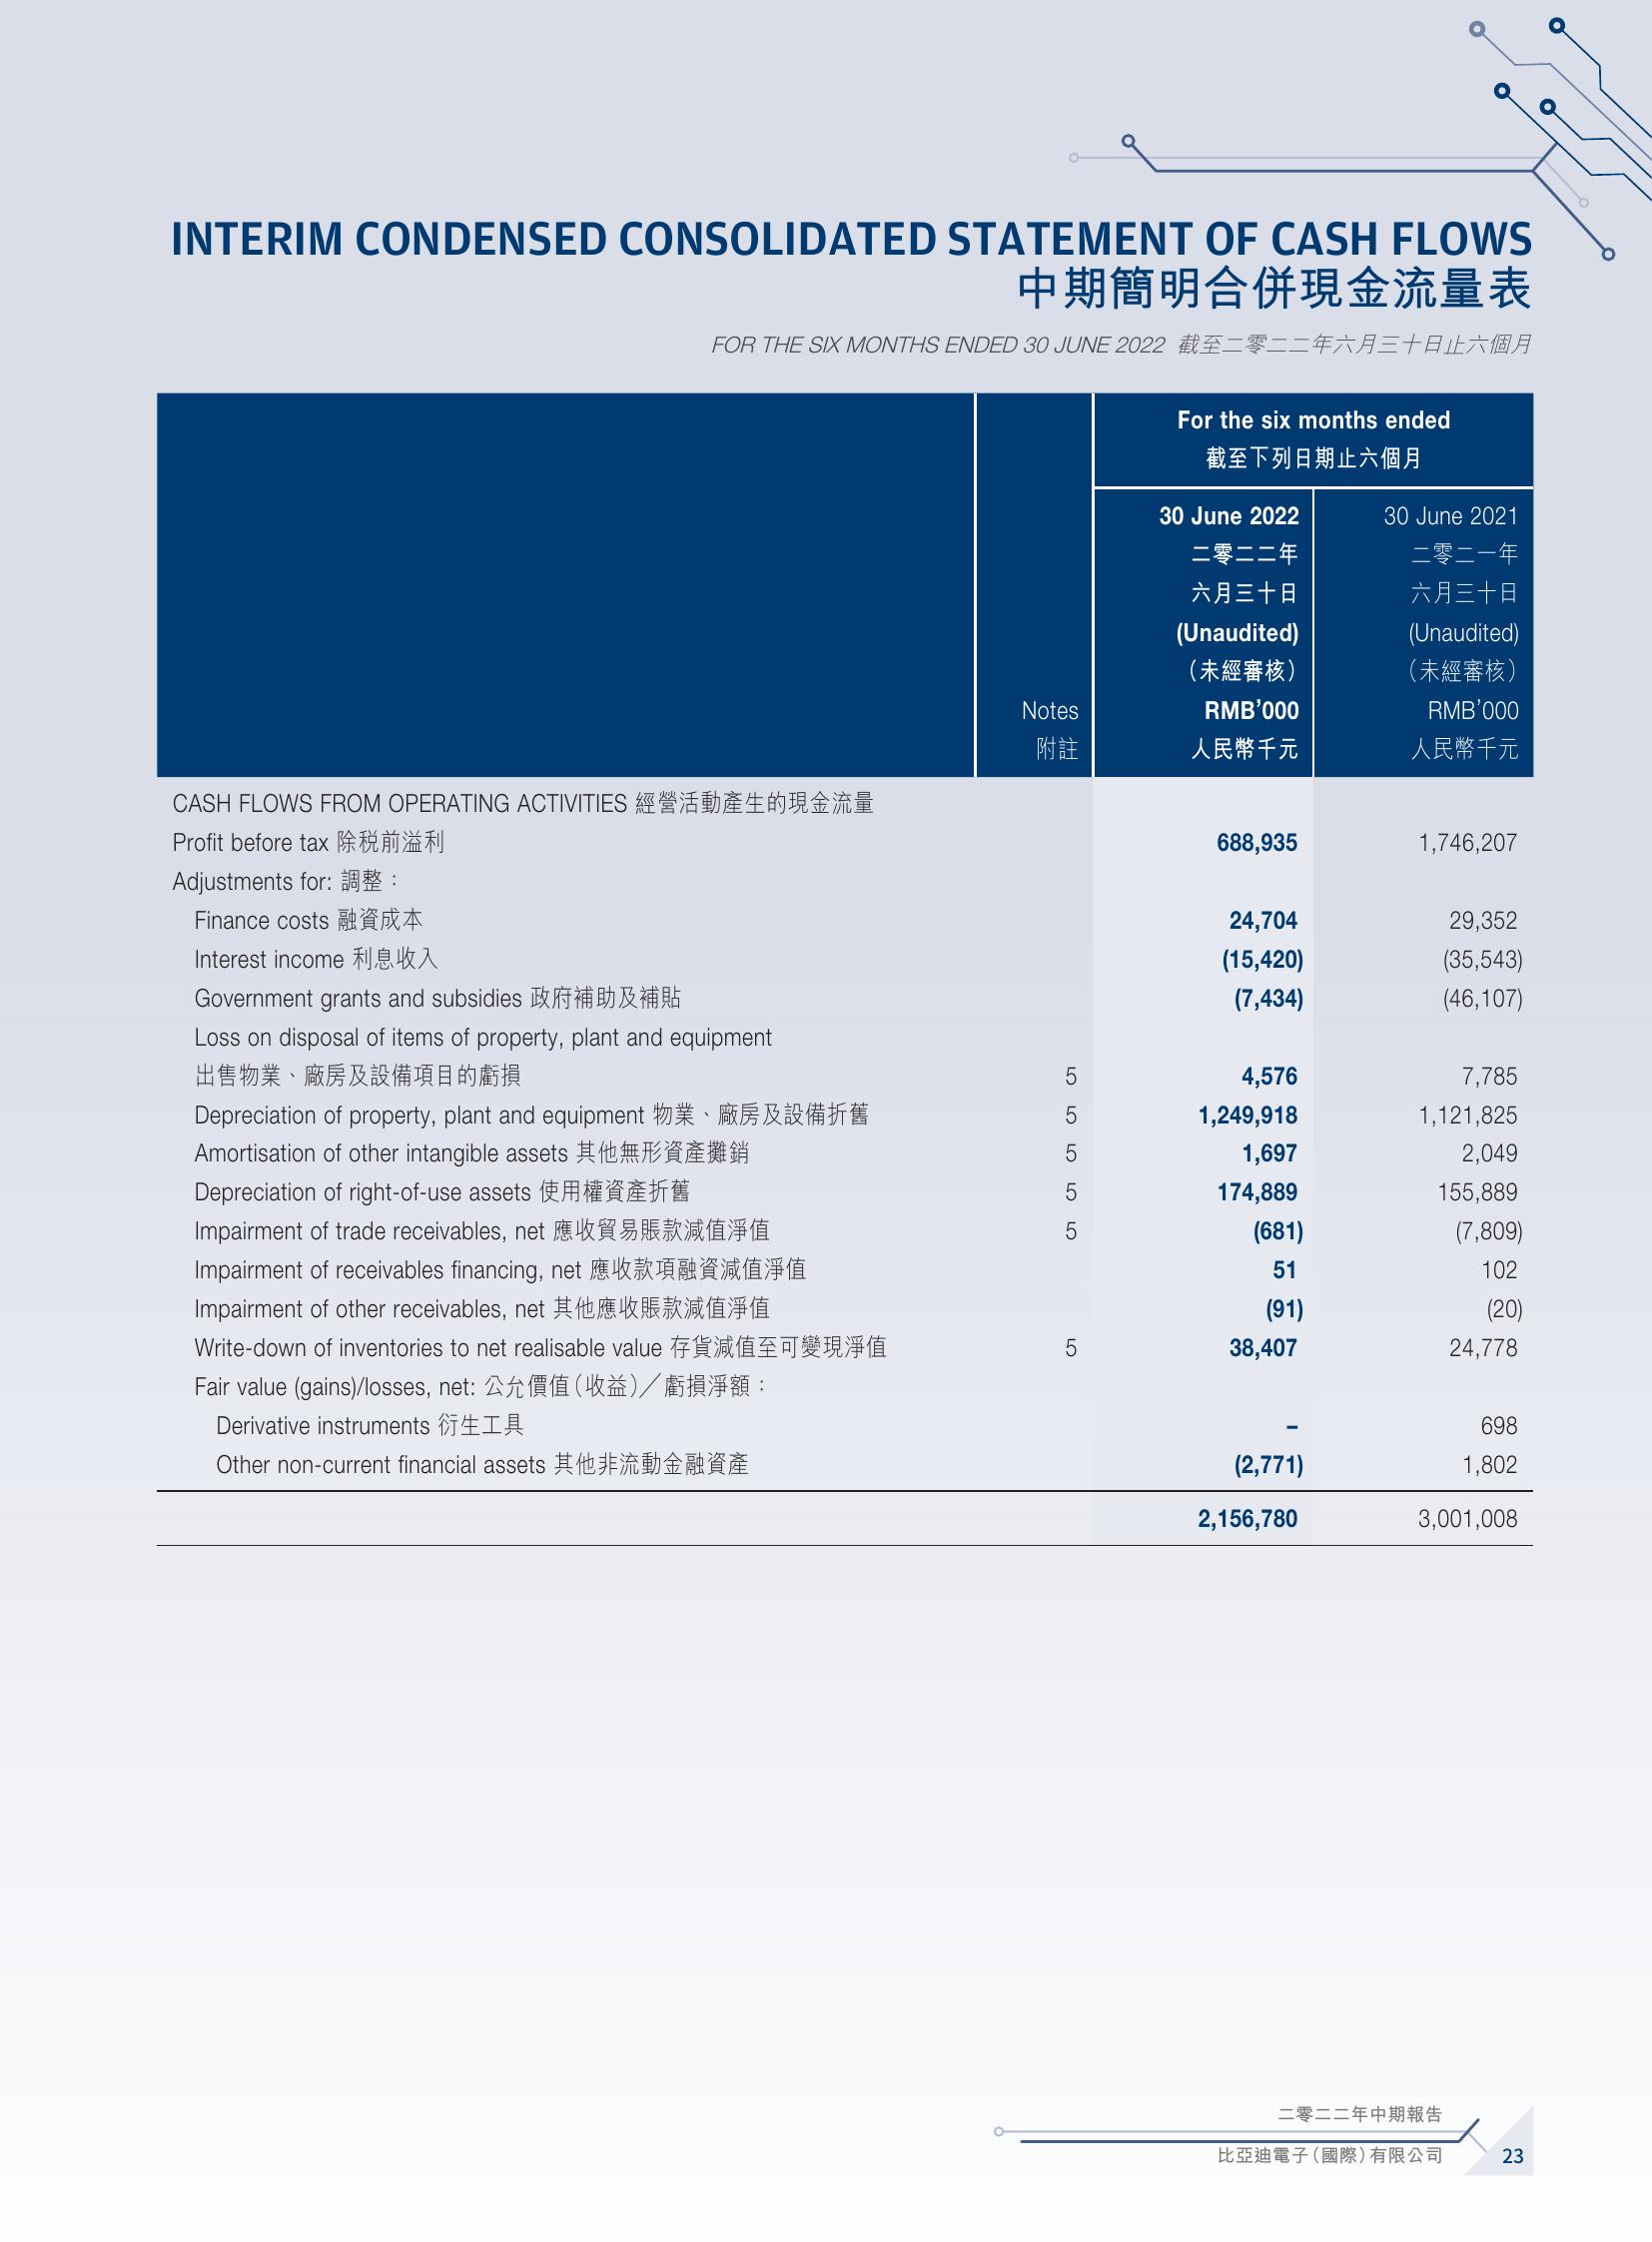 INTERIM CONDENSED CONSOLIDATED STATEMENT OF CASH FLOWS
中期簡明合併現金流量表
FOR THE SIX MONTHS ENDED 30 JUNE 2022 截至二零二二年六月三十日止六個月
For the six months ended
截至下列日期止六個月
30 June 2022 30 June 2021
二零二二年 二零二一年
六月三十日 六月三十日
(Unaudited) (Unaudited)
（未經審核） （未經審核）
Notes RMB’000 RMB’000
附註 人民幣千元 人民幣千元
CASH FLOWS FROM OPERATING ACTIVITIES 經營活動產生的現金流量
Profit before tax 除税前溢利 688,935 1,746,207
Adjustments for: 調整：
Finance costs 融資成本 24,704 29,352
Interest income 利息收入 (15,420) (35,543)
Government grants and subsidies 政府補助及補貼 (7,434) (46,107)
Loss on disposal of items of property, plant and equipment
出售物業、廠房及設備項目的虧損 5 4,576 7,785
Depreciation of property, plant and equipment 物業、廠房及設備折舊 5 1,249,918 1,121,825
Amortisation of other intangible assets 其他無形資產攤銷 5 1,697 2,049
Depreciation of right-of-use assets 使用權資產折舊 5 174,889 155,889
Impairment of trade receivables, net 應收貿易賬款減值淨值 5 (681) (7,809)
Impairment of receivables financing, net 應收款項融資減值淨值 51 102
Impairment of other receivables, net 其他應收賬款減值淨值 (91) (20)
Write-down of inventories to net realisable value 存貨減值至可變現淨值 5 38,407 24,778
Fair value (gains)/losses, net: 公允價值（收益）╱虧損淨額：
Derivative instruments 衍生工具 – 698
Other non-current financial assets 其他非流動金融資產 (2,771) 1,802
2,156,780 3,001,008
二零二二年中期報告
比亞迪電子（國際）有限公司 23